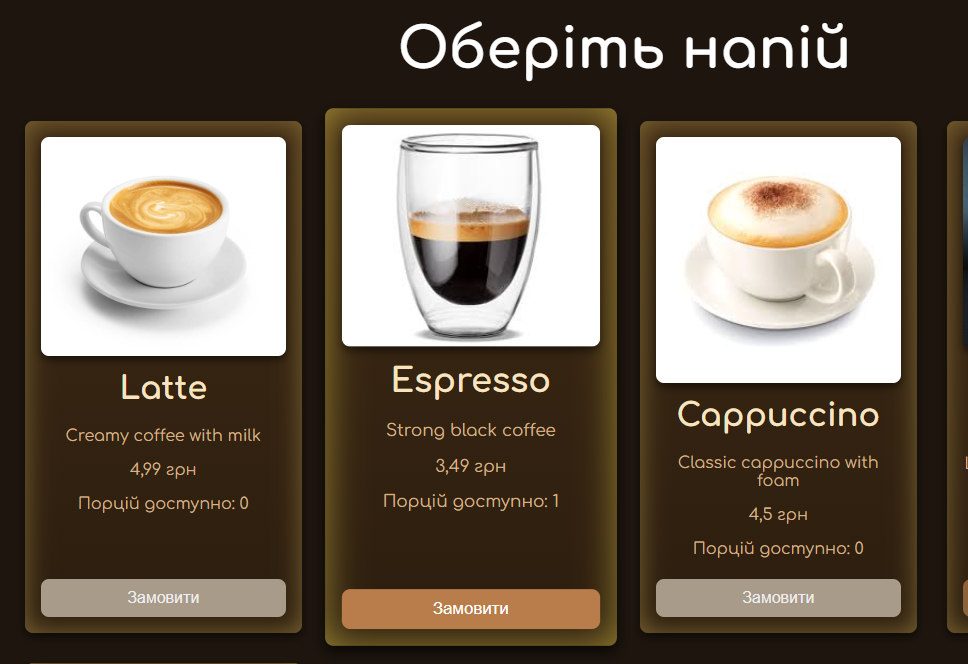 Оберіть напій
Latte
Creamy coffee with milk
4,99 грн
Порцій доступно: 0
Замовити
Espresso
Strong black coffee
3,49 грн
Порцій доступно: 1
Замовити
Cappuccino
Classic cappuccino with
foam
4,5 грн
Порцій доступно: 0
Замовити